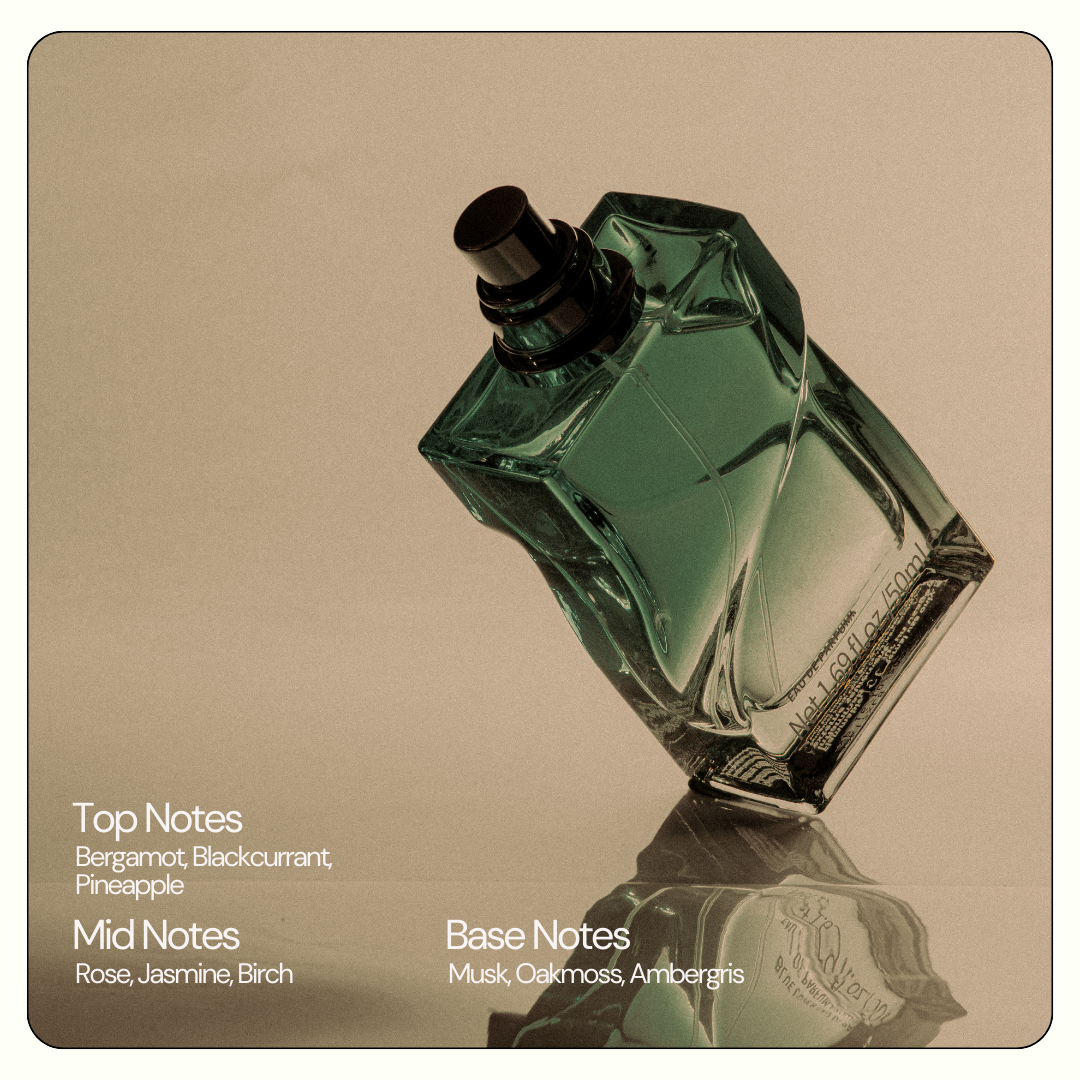 EAU DE PARFUM
Net 1.69 fl.oz./50ml
Top Notes
Bergamot, Blackcurrant,
Pineapple
Mid Notes
Rose, Jasmine, Birch
Base Notes
Musk, Oakmoss, Ambergris